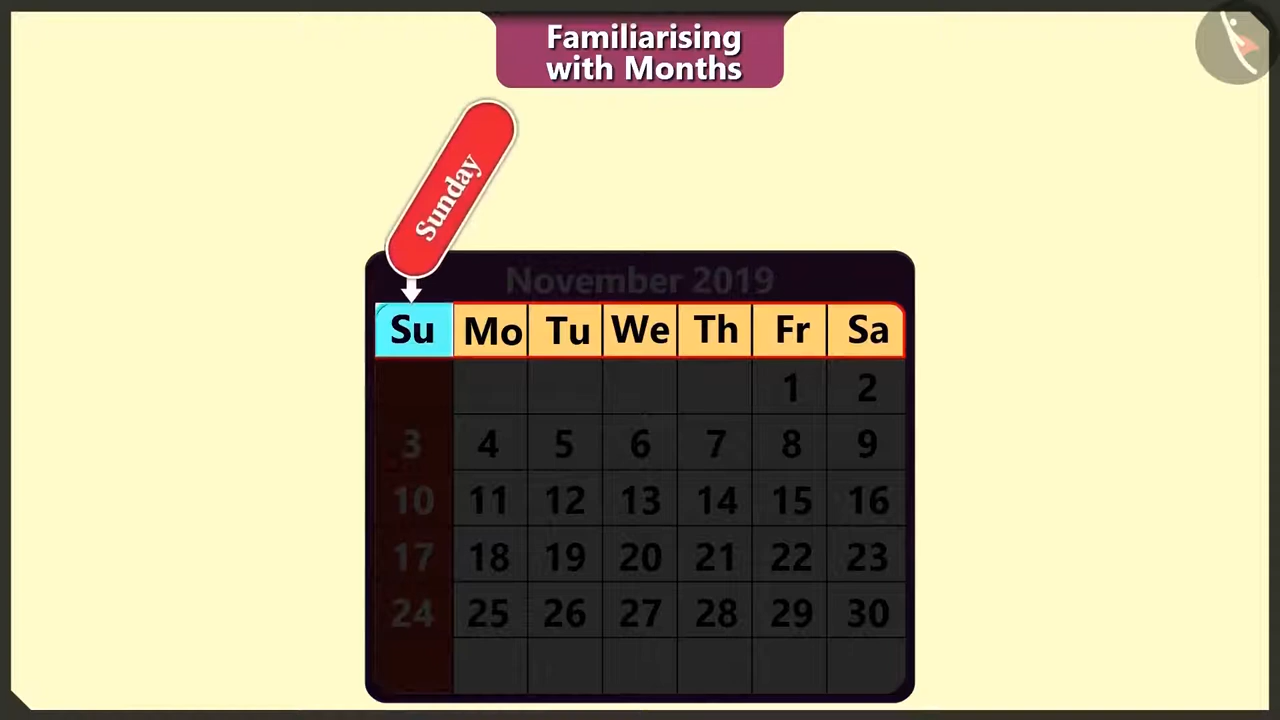 Familiarising
with Months
Sunday
November 2019
Su Mo Tu We Th Fr Sa
1 2
3 4 5 6 7 8 9
10 11 12 13 14 15 16
17 18 19 20 21 22 23
24 25 26 27 28 29 30